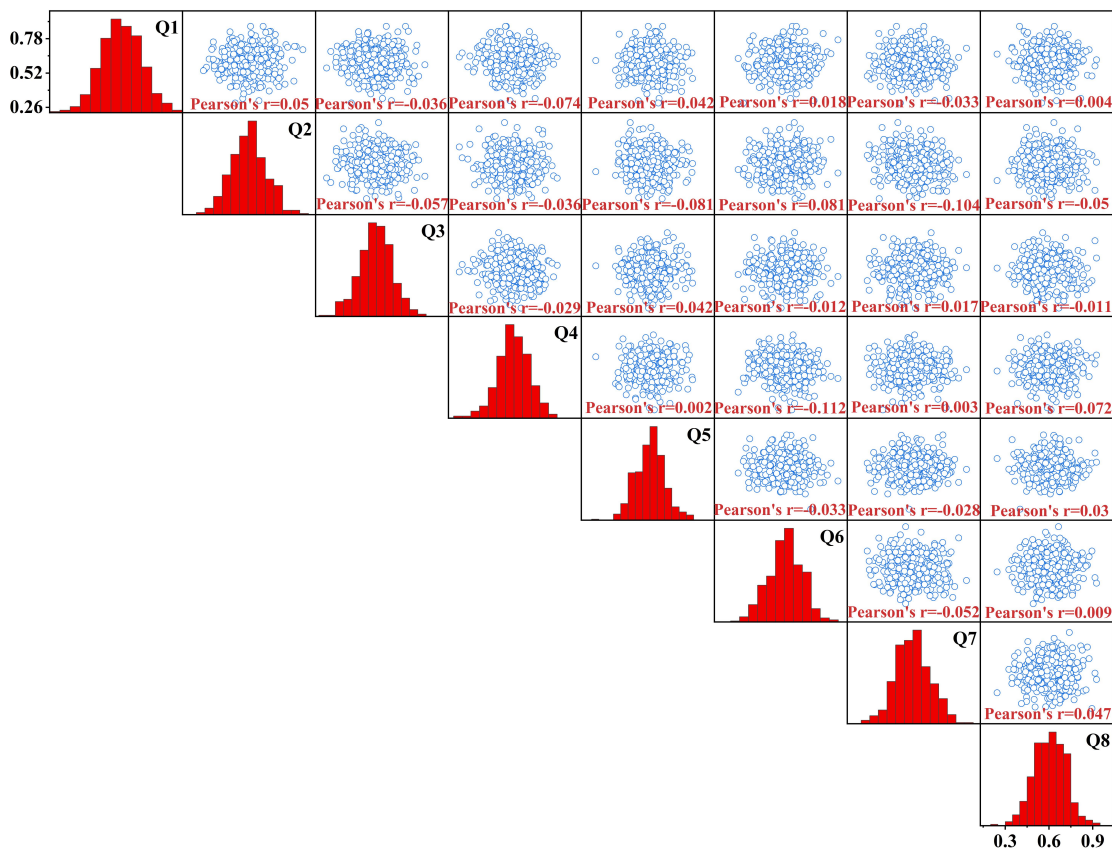 Q1
0.78
0.52
0.26
Pearson's r=0.05
Pearson's r=-0.036
Pearson's r=-0.074
Pearson's r=0.042
Pearson's r=0.018
Pearson's r=-0.033
Pearson's r=0.004
Q2
Pearson's r=-0.057
Pearson's r=-0.036
Pearson's r=-0.081
Pearson's r=0.081
Pearson's r=-0.104
Pearson's r=-0.05
Q3
Pearson's r=-0.029
Pearson's r=0.042
Pearson's r=-0.012
Pearson's r=0.017
Pearson's r=-0.011
Q4
Pearson's r=0.002
Pearson's r=-0.112
Pearson's r=0.003
Pearson's r=0.072
Q5
Pearson's r=-0.033
Pearson's r=-0.028
Pearson's r=0.03
Q6
Pearson's r=-0.052
Pearson's r=0.009
Q7
Pearson's r=0.047
Q8
0.3 0.6 0.9